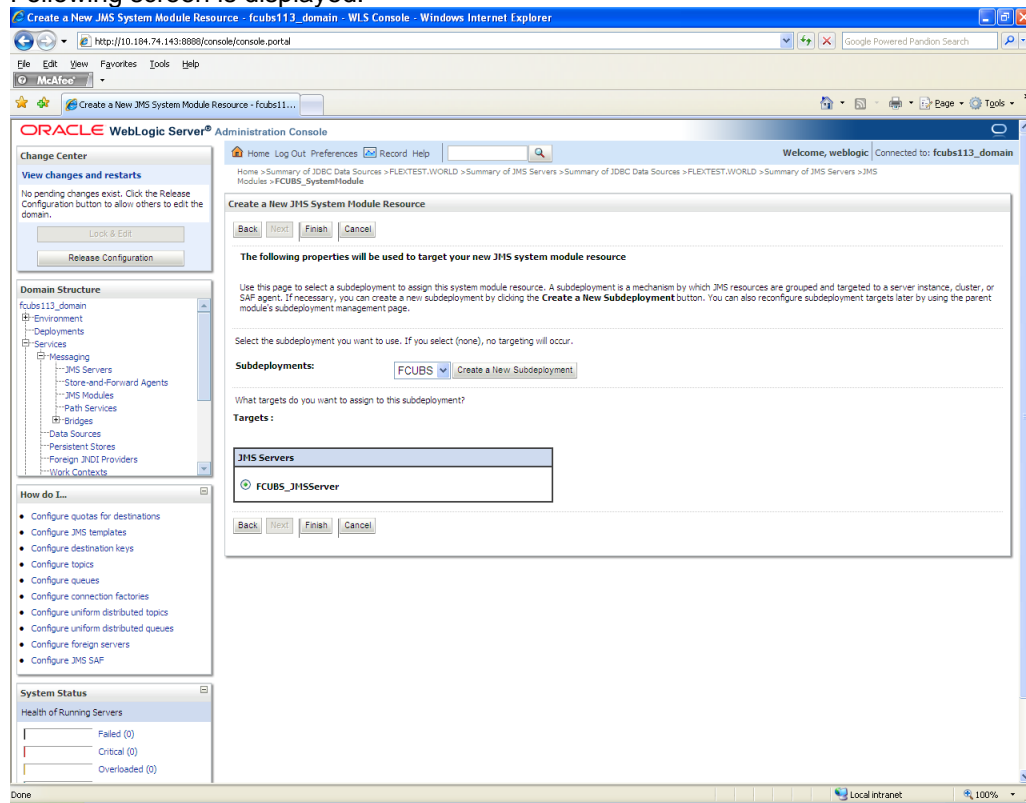 Following screen is displayed:
Create a New JMS System Module Resource - fcubs113_domain - WLS Console - Windows Internet Explorer
http://10.184.74.143:8888/console/console.portal
Google Powered Pandion Search
File Edit View Favorites Tools Help
McAfee
Create a New JMS System Module Resource - fcubs11...
Page Tools
ORACLE WebLogic Server® Administration Console
Change Center
View changes and restarts
No pending changes exist. Click the Release
Configuration button to allow others to edit the
domain.
Lock & Edit
Release Configuration
Domain Structure
fcubs113_domain
Environment
Deployments
Services
Messaging
JMS Servers
Store-and-Forward Agents
JMS Modules
Path Services
Bridges
Data Sources
Persistent Stores
Foreign JNDI Providers
Work Contexts
How do I...
Configure quotas for destinations
Configure JMS templates
Configure destination keys
Configure topics
Configure queues
Configure connection factories
Configure uniform distributed topics
Configure uniform distributed queues
Configure foreign servers
Configure JMS SAF
System Status
Health of Running Servers
Failed (0)
Critical (0)
Overloaded (0)
Home Log Out Preferences Record Help
Welcome, weblogic Connected to: fcubs113_domain
Home >Summary of JDBC Data Sources >FLEXTEST.WORLD >Summary of JMS Servers >Summary of JDBC Data Sources >FLEXTEST.WORLD >Summary of JMS Servers >JMS
Modules >FCUBS_SystemModule
Create a New JMS System Module Resource
Back Next Finish Cancel
The following properties will be used to target your new JMS system module resource
Use this page to select a subdeployment to assign this system module resource. A subdeployment is a mechanism by which JMS resources are grouped and targeted to a server instance, cluster, or
SAF agent. If necessary, you can create a new subdeployment by clicking the Create a New Subdeployment button. You can also reconfigure subdeployment targets later by using the parent
module's subdeployment management page.
Select the subdeployment you want to use. If you select (none), no targeting will occur.
Subdeployments: FCUBS Create a New Subdeployment
What targets do you want to assign to this subdeployment?
Targets :
JMS Servers
FCUBS_JMSServer
Back Next Finish Cancel
Done
Local intranet
100%